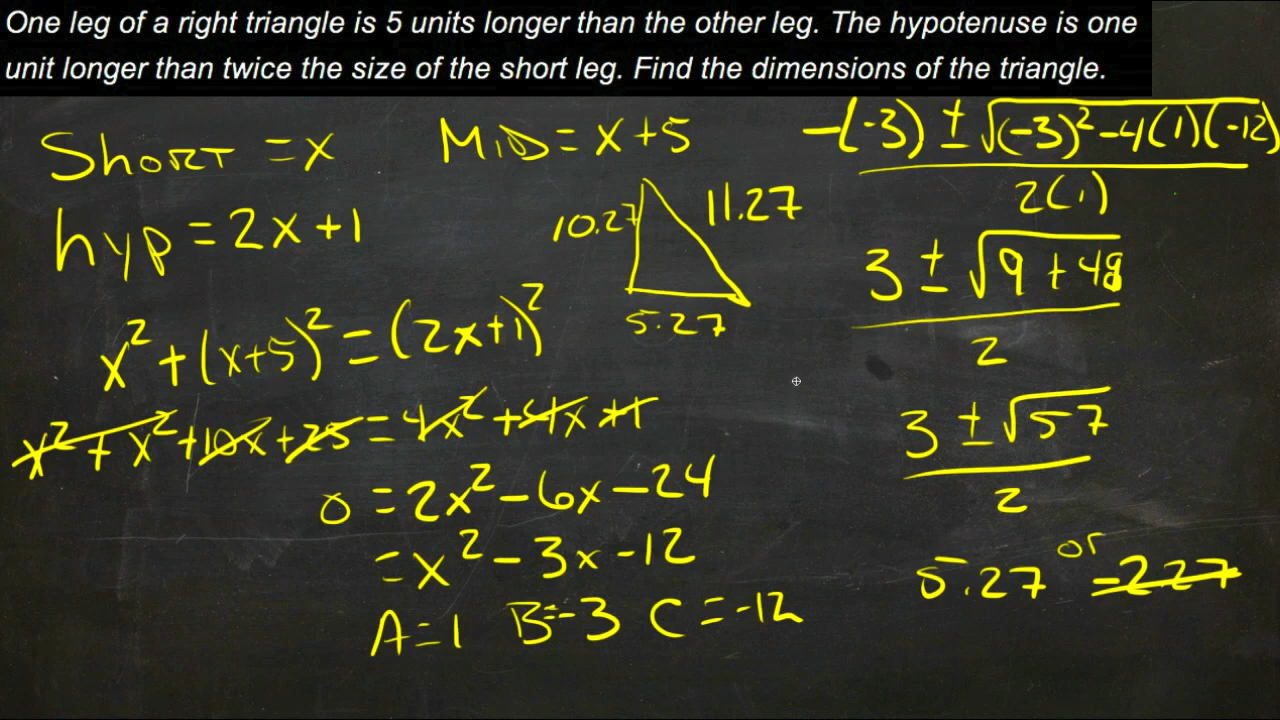 One leg of a right triangle is 5 units longer than the other leg. The hypotenuse is one
unit longer than twice the size of the short leg. Find the dimensions of the triangle.
Short = x
Mid = x + 5
hyp = 2x + 1
10.27
11.27
5.27
x² + (x+5)² = (2x+1)²
x² + x² + 10x + 25 = 4x² + 4x + 1
0 = 2x² - 6x - 24
= x² - 3x - 12
A = 1 B = -3 C = -12
-(-3) ± √(-3)² - 4(1)(-12)
2(1)
3 ± √9 + 48
2
3 ± √57
2
5.27 or -2.27